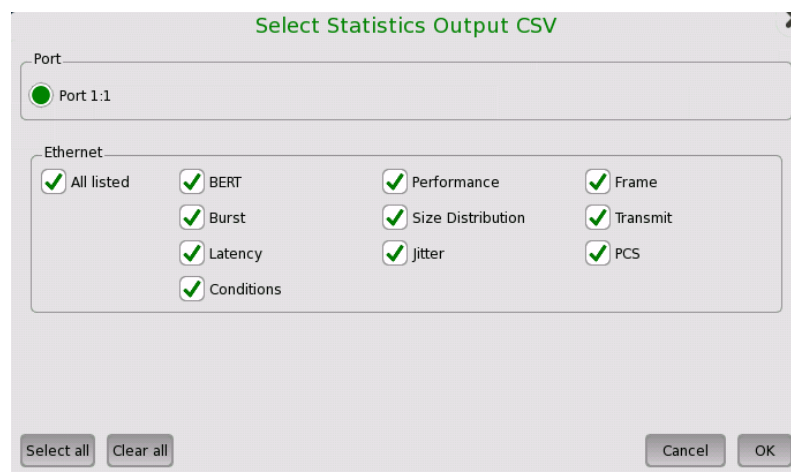 Select Statistics Output CSV
Port
Port 1:1
Ethernet
All listed
BERT
Performance
Frame
Burst
Size Distribution
Transmit
Latency
Jitter
PCS
Conditions
Select all
Clear all
Cancel
OK